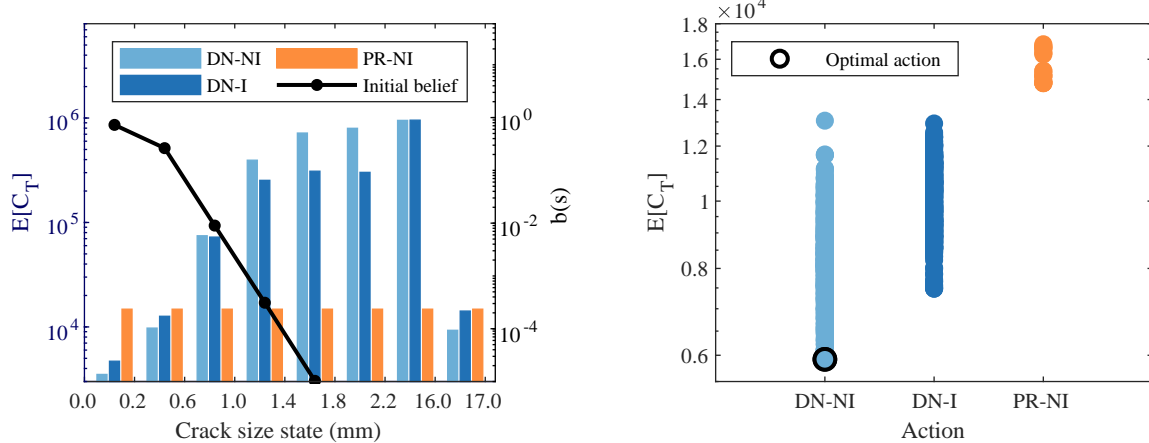 DN-NI
DN-I
PR-NI
Initial belief
E[C_T]
10^6
10^5
10^4
10^0
10^-2
10^-4
b(s)
0.0 0.2 0.6 1.0 1.4 1.8 2.2 16.0 17.0
Crack size state (mm)
×10^4
Optimal action
E[C_T]
1.8
1.6
1.4
1.2
1
0.8
0.6
DN-NI DN-I PR-NI
Action